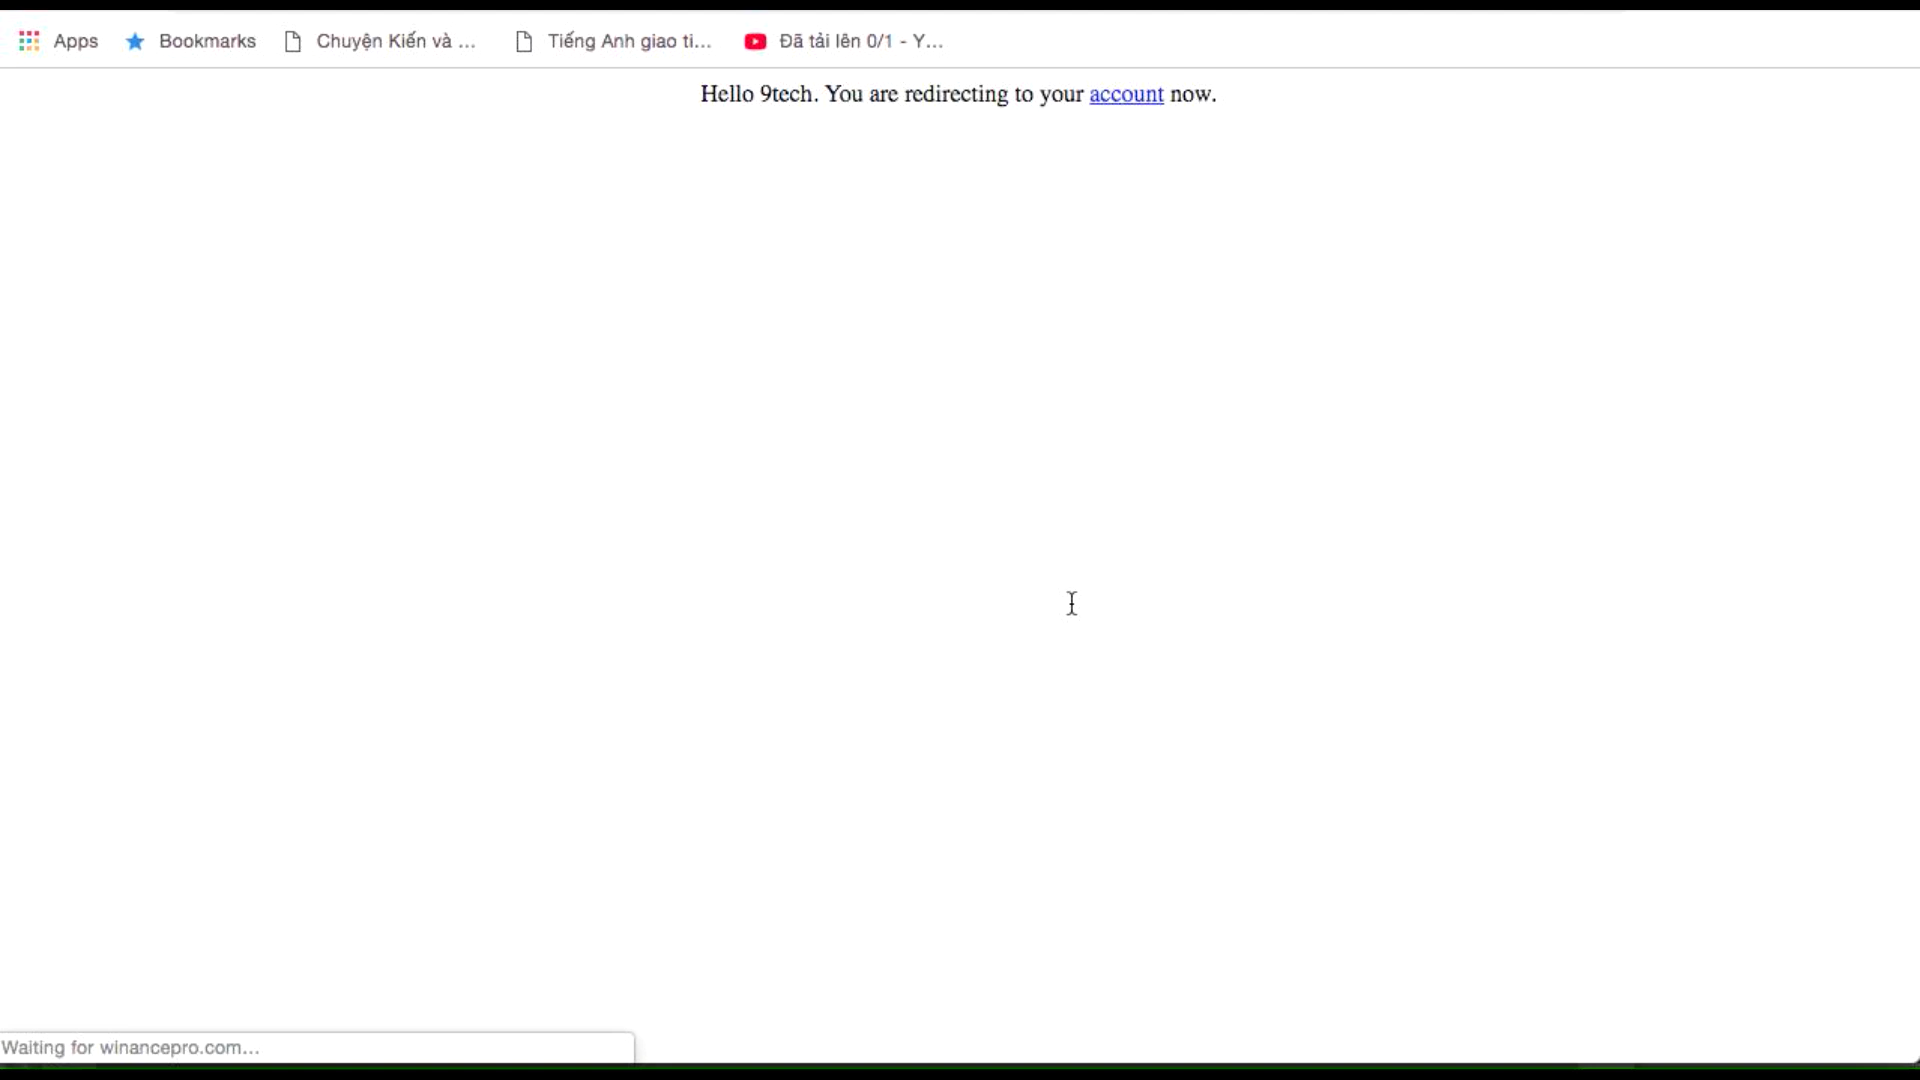 Apps Bookmarks Chuyện Kiến và ... Tiếng Anh giao ti... Đã tải lên 0/1 - Y...
Hello 9tech. You are redirecting to your account now.
Waiting for winancepro.com...